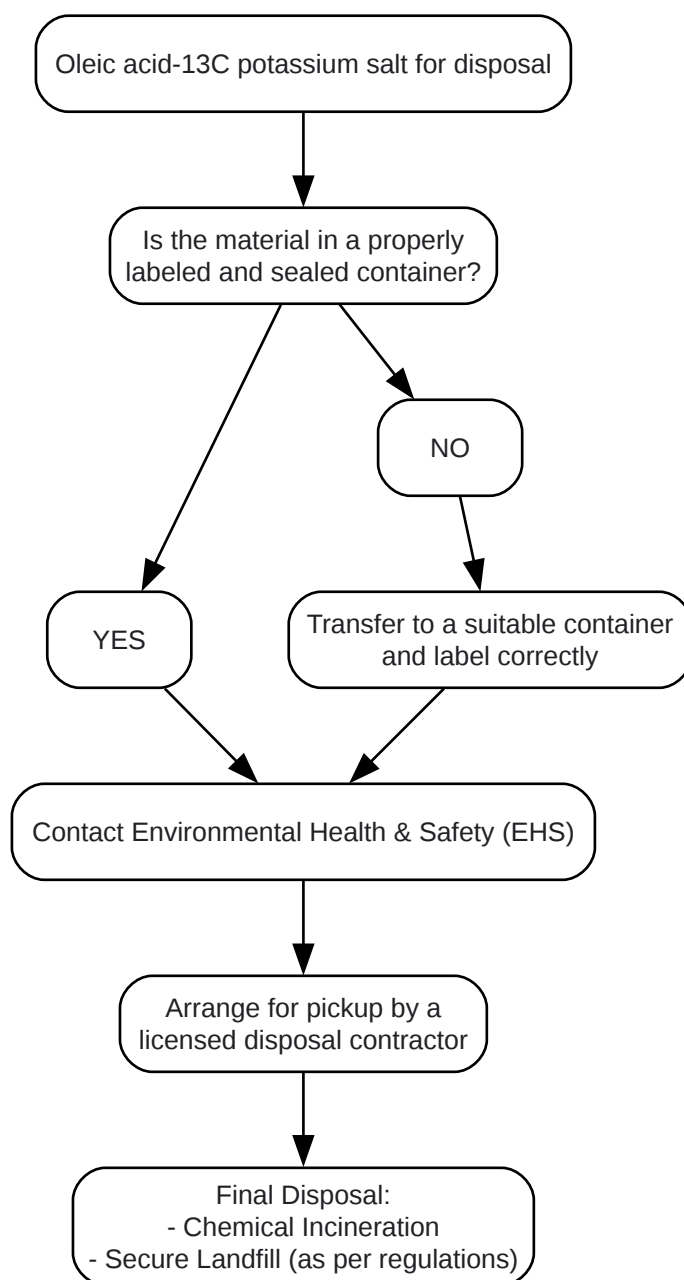 Oleic acid-13C potassium salt for disposal
Is the material in a properly
labeled and sealed container?
NO
YES
Transfer to a suitable container
and label correctly
Contact Environmental Health & Safety (EHS)
Arrange for pickup by a
licensed disposal contractor
Final Disposal:
- Chemical Incineration
- Secure Landfill (as per regulations)